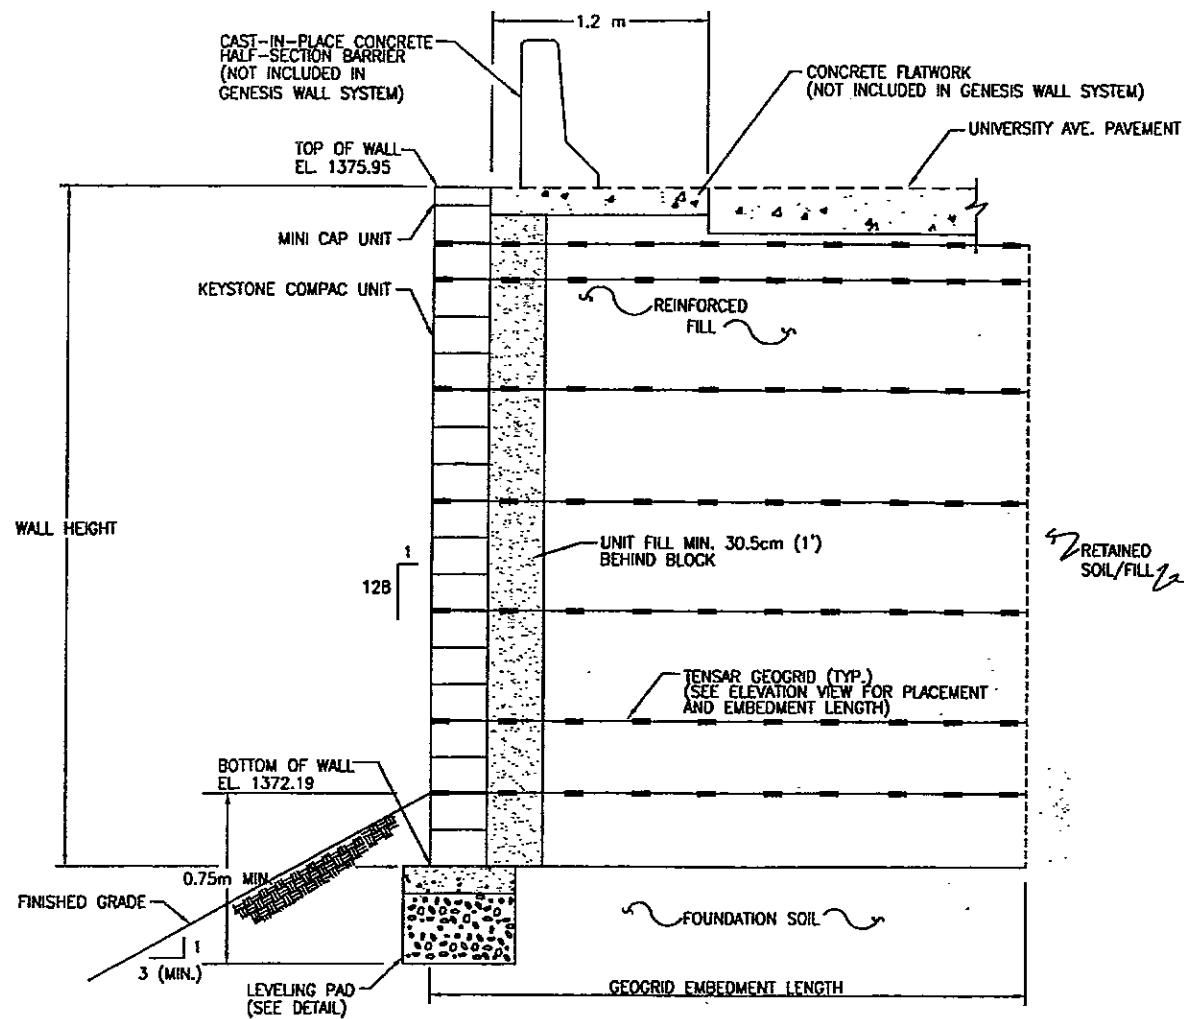 1.2 m
CAST-IN-PLACE CONCRETE
HALF-SECTION BARRIER
(NOT INCLUDED IN
GENESIS WALL SYSTEM)
CONCRETE FLATWORK
(NOT INCLUDED IN GENESIS WALL SYSTEM)
UNIVERSITY AVE. PAVEMENT
TOP OF WALL
EL. 1375.95
MINI CAP UNIT
KEYSTONE COMPAC UNIT
REINFORCED
FILL
WALL HEIGHT
UNIT FILL MIN. 30.5cm (1')
BEHIND BLOCK
1
128
RETAINED
SOIL/FILL
TENSAR GEOGRID (TYP.)
(SEE ELEVATION VIEW FOR PLACEMENT
AND EMBEDMENT LENGTH)
BOTTOM OF WALL
EL. 1372.19
0.75m MIN
FINISHED GRADE
1
3 (MIN.)
FOUNDATION SOIL
LEVELING PAD
(SEE DETAIL)
GEOGRID EMBEDMENT LENGTH